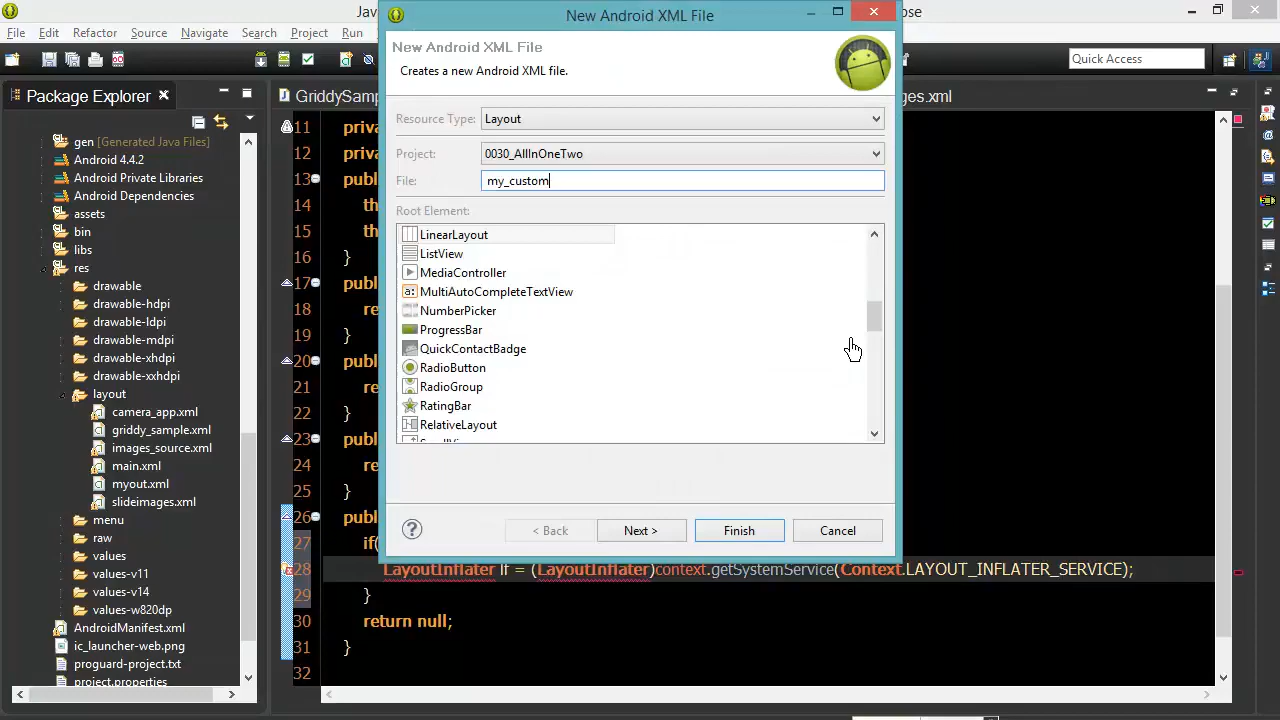 Java
New Android XML File
ose
File Edit Refactor Source Navigate Search Project Run
New Android XML File
Creates a new Android XML file.
Quick Access
Package Explorer
GriddySam
ges.xml
Resource Type: Layout
Project: 0030_AllInOneTwo
File: my_custom
Root Element:
LinearLayout
ListView
MediaController
MultiAutoCompleteTextView
NumberPicker
ProgressBar
QuickContactBadge
RadioButton
RadioGroup
RatingBar
RelativeLayout
< Back
Next >
Finish
Cancel
gen [Generated Java Files]
Android 4.4.2
Android Private Libraries
Android Dependencies
assets
bin
libs
res
drawable
drawable-hdpi
drawable-ldpi
drawable-mdpi
drawable-xhdpi
drawable-xxhdpi
layout
camera_app.xml
griddy_sample.xml
images_source.xml
main.xml
myout.xml
slideimages.xml
menu
raw
values
values-v11
values-v14
values-w820dp
AndroidManifest.xml
ic_launcher-web.png
proguard-project.txt
project.properties
11 priva
12 priva
13 publ
14 th
15 th
16 }
17 publ
18 re
19 }
20 publ
21 re
22 }
23 publ
24 re
25 }
26 publ
27 if(
28 LayoutInflater lf = (LayoutInflater)context.getSystemService(Context.LAYOUT_INFLATER_SERVICE);
29 }
30 return null;
31 }
32